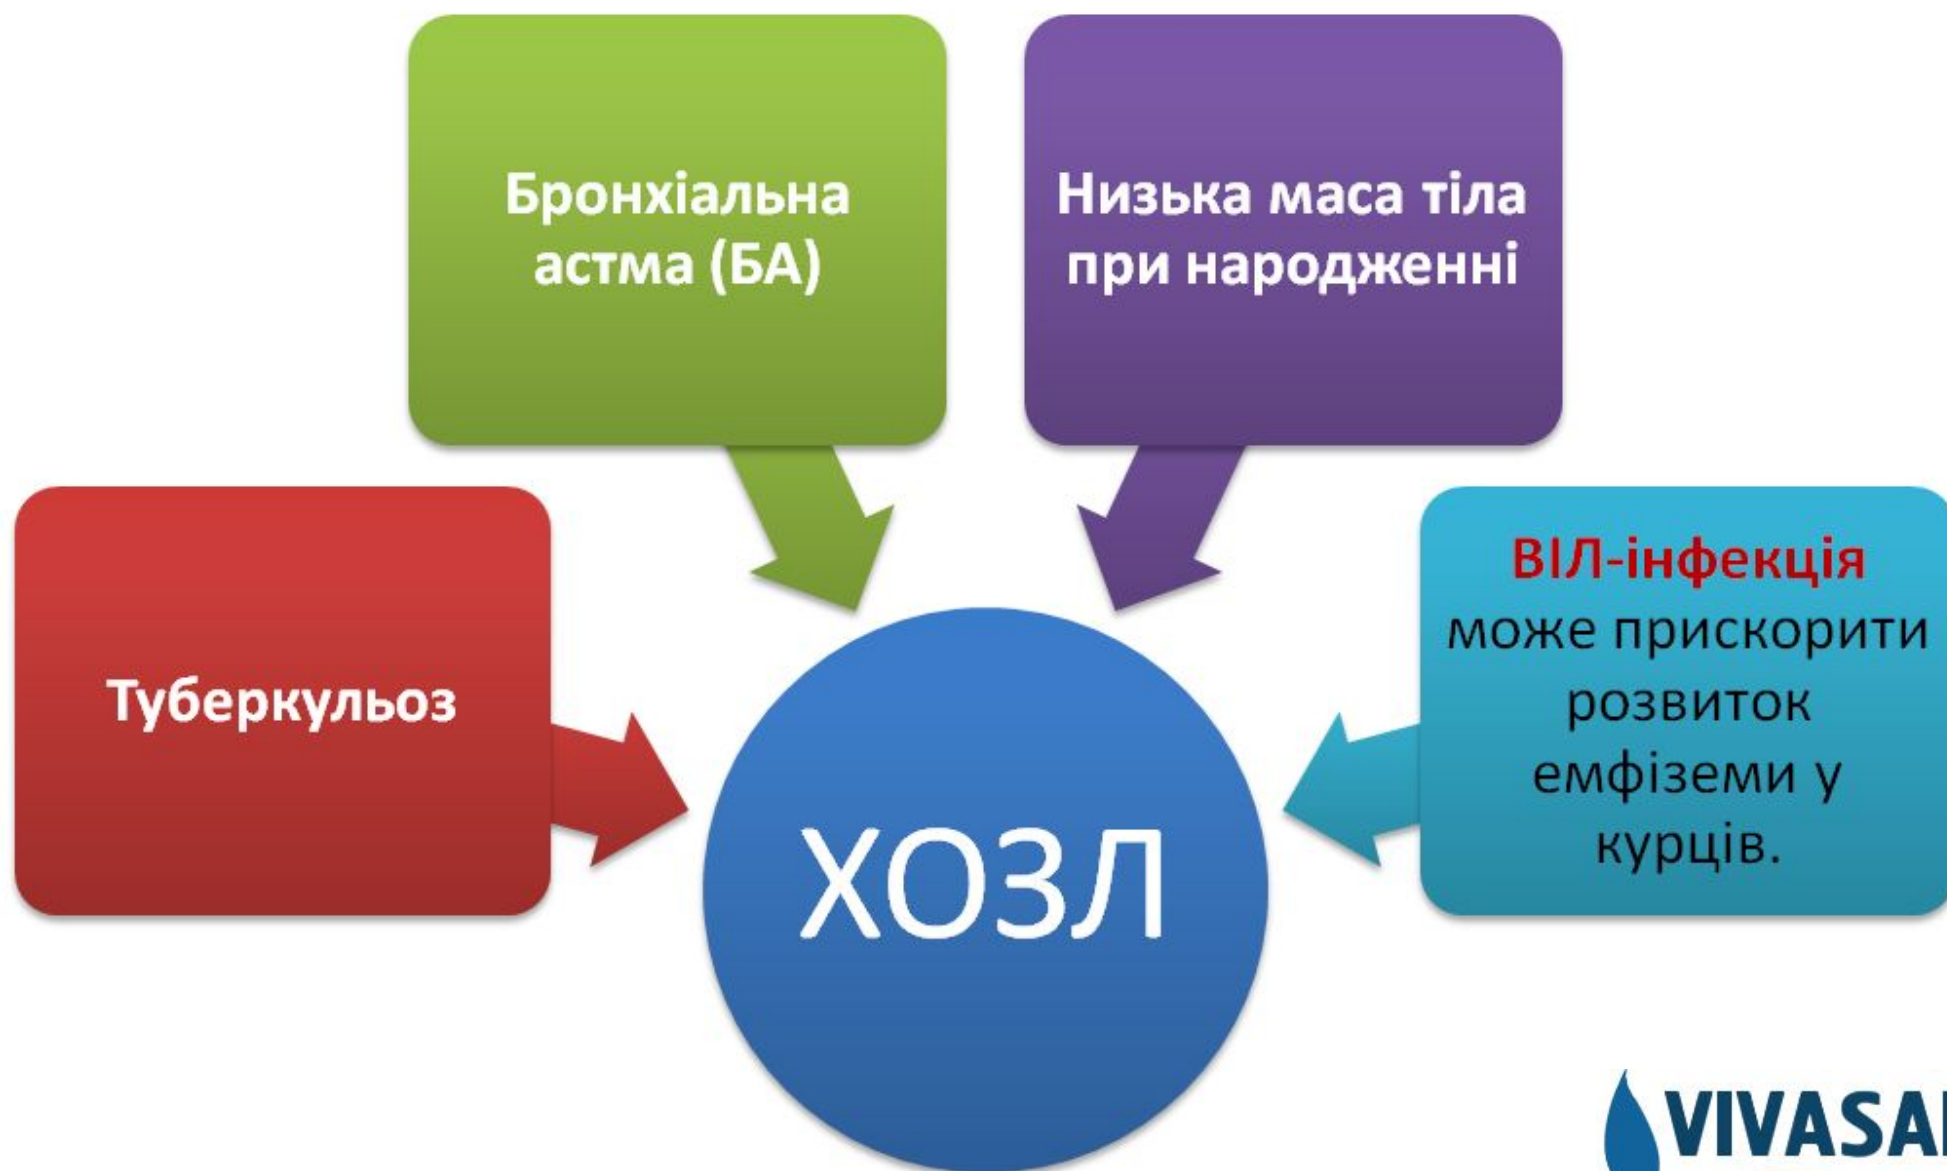 Бронхіальна
астма (БА)
Низька маса тіла
при народженні
Туберкульоз
ВІЛ-інфекція
може прискорити
розвиток
емфіземи у
курців.
ХОЗЛ